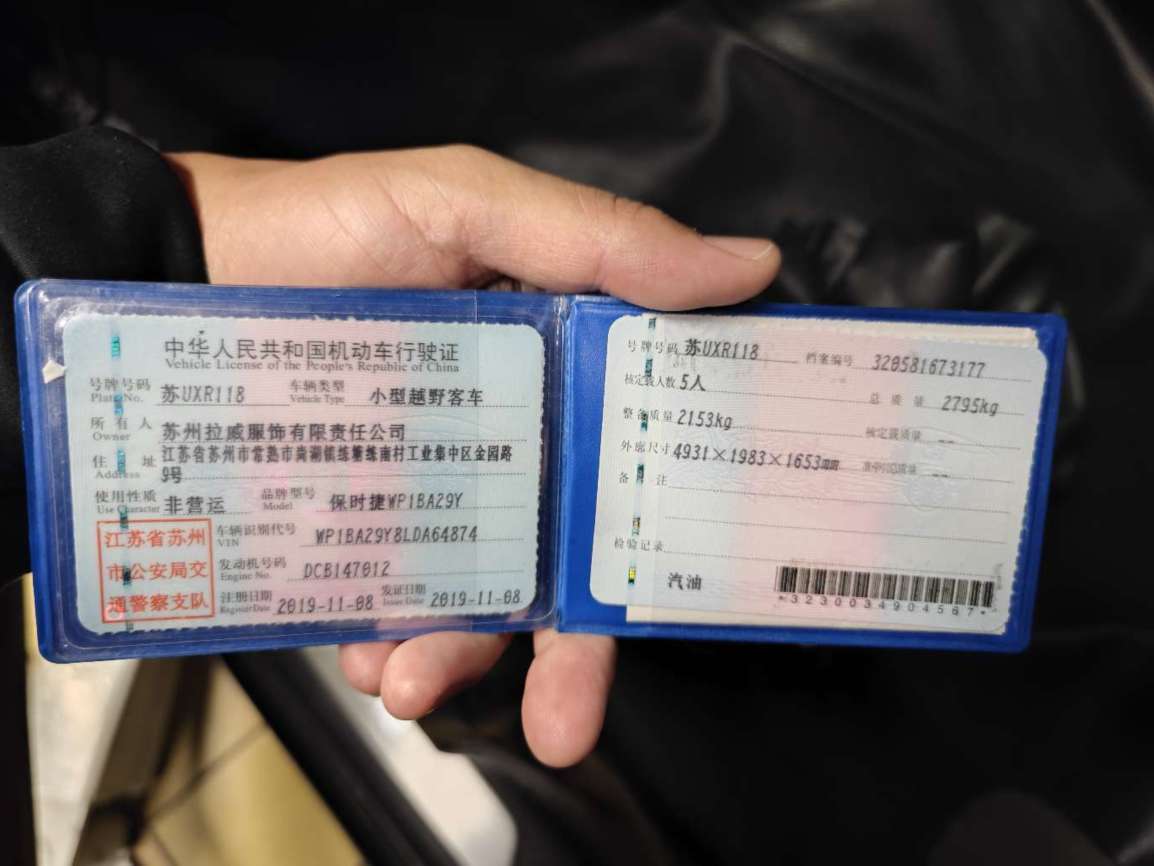 中华人民共和国机动车行驶证
Vehicle License of the People's Republic of China
号牌号码 苏UXR118 车辆类型 小型越野客车
Plate No. Vehicle Type
所有人 苏州拉威服饰有限责任公司
Owner
住址 江苏省苏州市常熟市尚湖镇练塘练南村工业集中区金园路
Address 9号
使用性质 非营运 品牌型号 保时捷WP1BA29Y
Use Character Model
江苏省苏州
市公安局交
通警察支队
车辆识别代号 WP1BA29Y8LDA64874
VIN
发动机号码 DCB147012
Engine No.
注册日期 2019-11-08 发证日期 2019-11-08
Register Date Issue Date
号牌号码 苏UXR118 档案编号 320581673177
核定载人数 5人 总质量 2795kg
整备质量 2153kg 核定载质量 --
外廓尺寸 4931×1983×1653mm 准牵引总质量 --
备注
检验记录
汽油
*3230034904567*